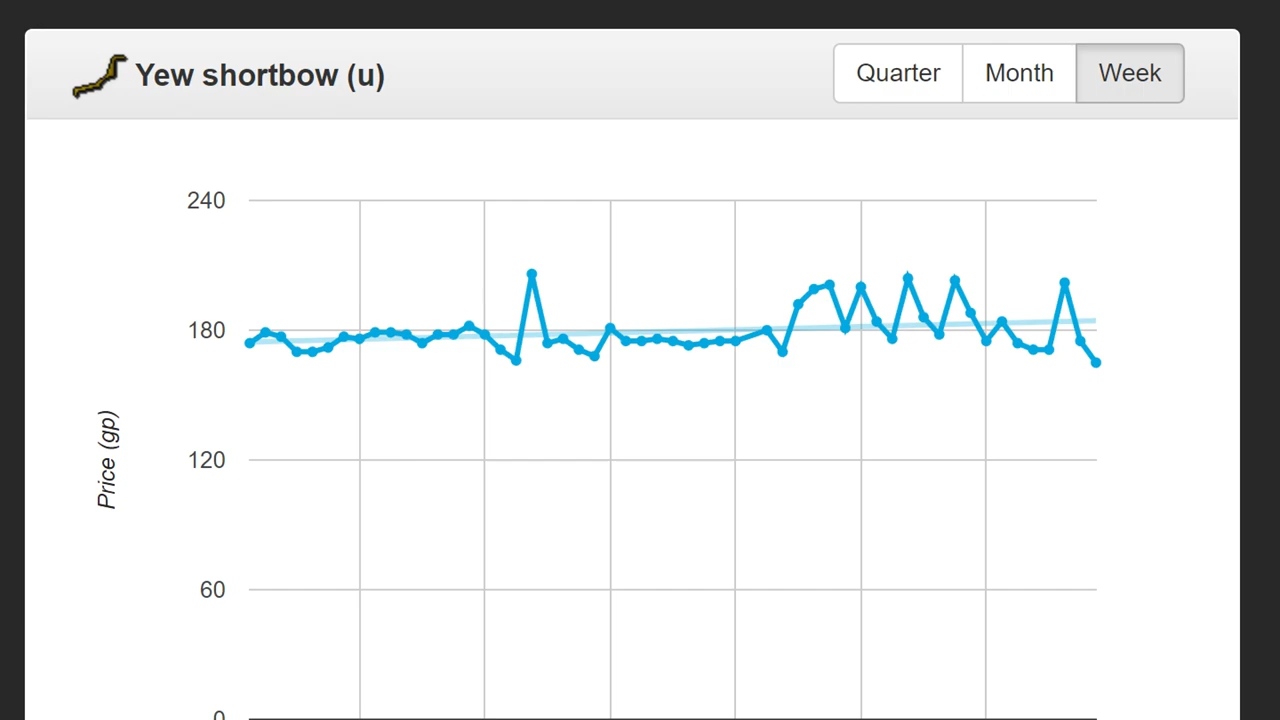 Yew shortbow (u)
Quarter
Month
Week
240
180
120
60
0
Price (gp)